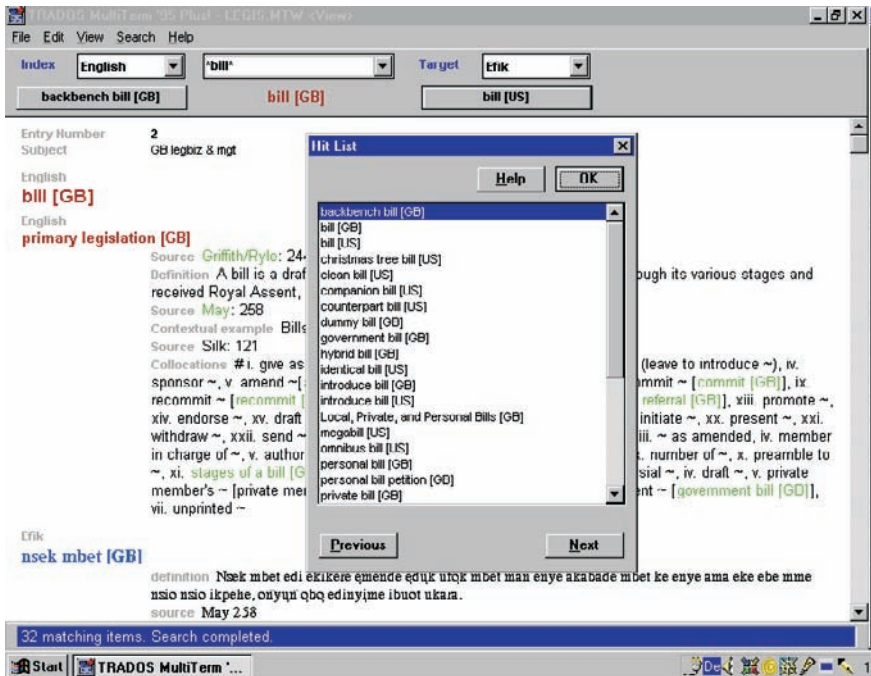 TRADOS MultiTerm '95 Plus! - LEGIS.MTW <View>
File Edit View Search Help
Index English *bill* Target Efik
backbench bill [GB] bill [GB] bill [US]
Entry Number 2
Subject GB legbiz & mgt
English
bill [GB]
English
primary legislation [GB]
Source Griffith/Ryle: 24
Definition A bill is a draf ough its various stages and
received Royal Assent,
Source May: 258
Contextual example Bills
Source Silk: 121
Collocations # i. give as (leave to introduce ~), iv.
sponsor ~, v. amend ~[ mmit ~ [commit [GB]], ix.
recommit ~ [recommit [ referral [GB]], xiii. promote ~,
xiv. endorse ~, xv. draft initiate ~, xx. present ~, xxi.
withdraw ~, xxii. send ~ iii. ~ as amended, iv. member
in charge of ~, v. author x. number of ~, x. preamble to
~, xi. stages of a bill [G sial ~, iv. draft ~, v. private
member's ~ [private mem ent ~ [government bill [GB]],
vii. unprinted ~
Efik
nsek mbet [GB]
definition Nsek mbet edi ekikere ẹmende ẹdụk ufọk mbet man enye akabade mbet ke enye ama eke ebe mme
nsio nsio ikpehe, onyụn ọbọ edinyịme ibuot ukara.
source May 258
Hit List
Help OK
backbench bill [GB]
bill [GB]
bill [US]
christmas tree bill [US]
clean bill [US]
companion bill [US]
counterpart bill [US]
dummy bill [GB]
government bill [GB]
hybrid bill [GB]
identical bill [US]
introduce bill [GB]
introduce bill [US]
Local, Private, and Personal Bills [GB]
megabill [US]
omnibus bill [US]
personal bill [GB]
personal bill petition [GB]
private bill [GB]
Previous Next
32 matching items. Search completed.
Start TRADOS MultiTerm '... De 1